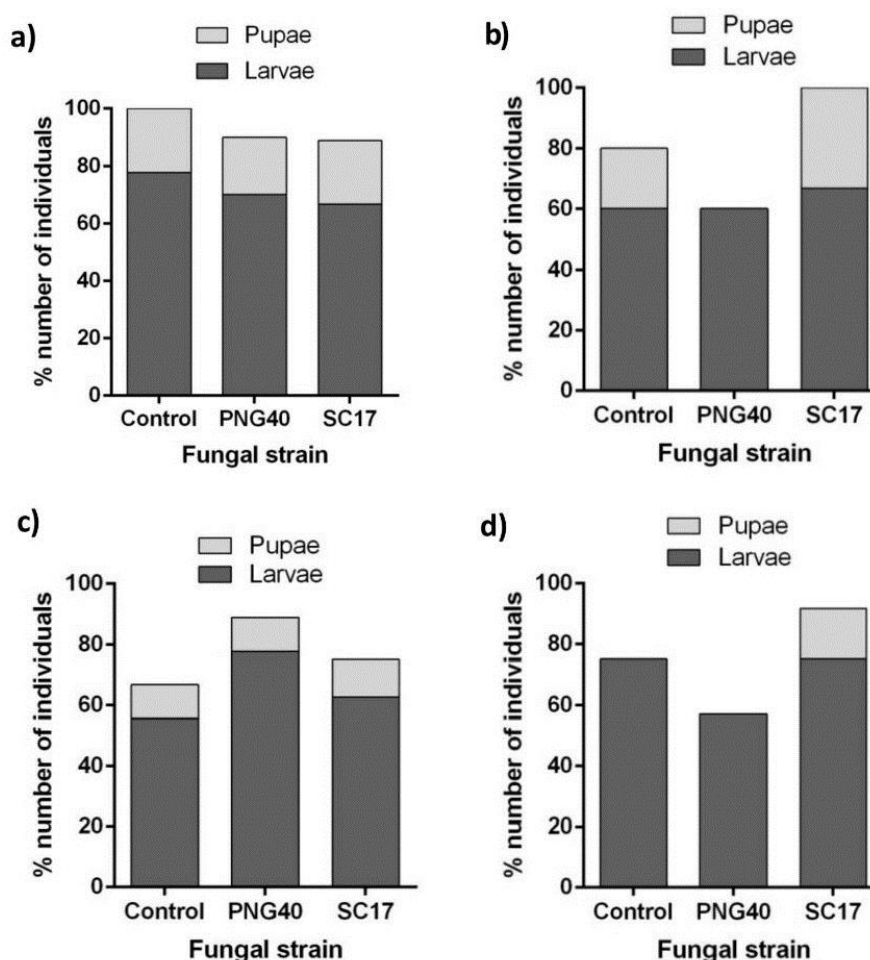 a)
Pupae
Larvae
% number of individuals
100
80
60
40
20
0
Control PNG40 SC17
Fungal strain
b)
Pupae
Larvae
% number of individuals
100
80
60
40
20
0
Control PNG40 SC17
Fungal strain
c)
Pupae
Larvae
% number of individuals
100
80
60
40
20
0
Control PNG40 SC17
Fungal strain
d)
Pupae
Larvae
% number of individuals
100
80
60
40
20
0
Control PNG40 SC17
Fungal strain